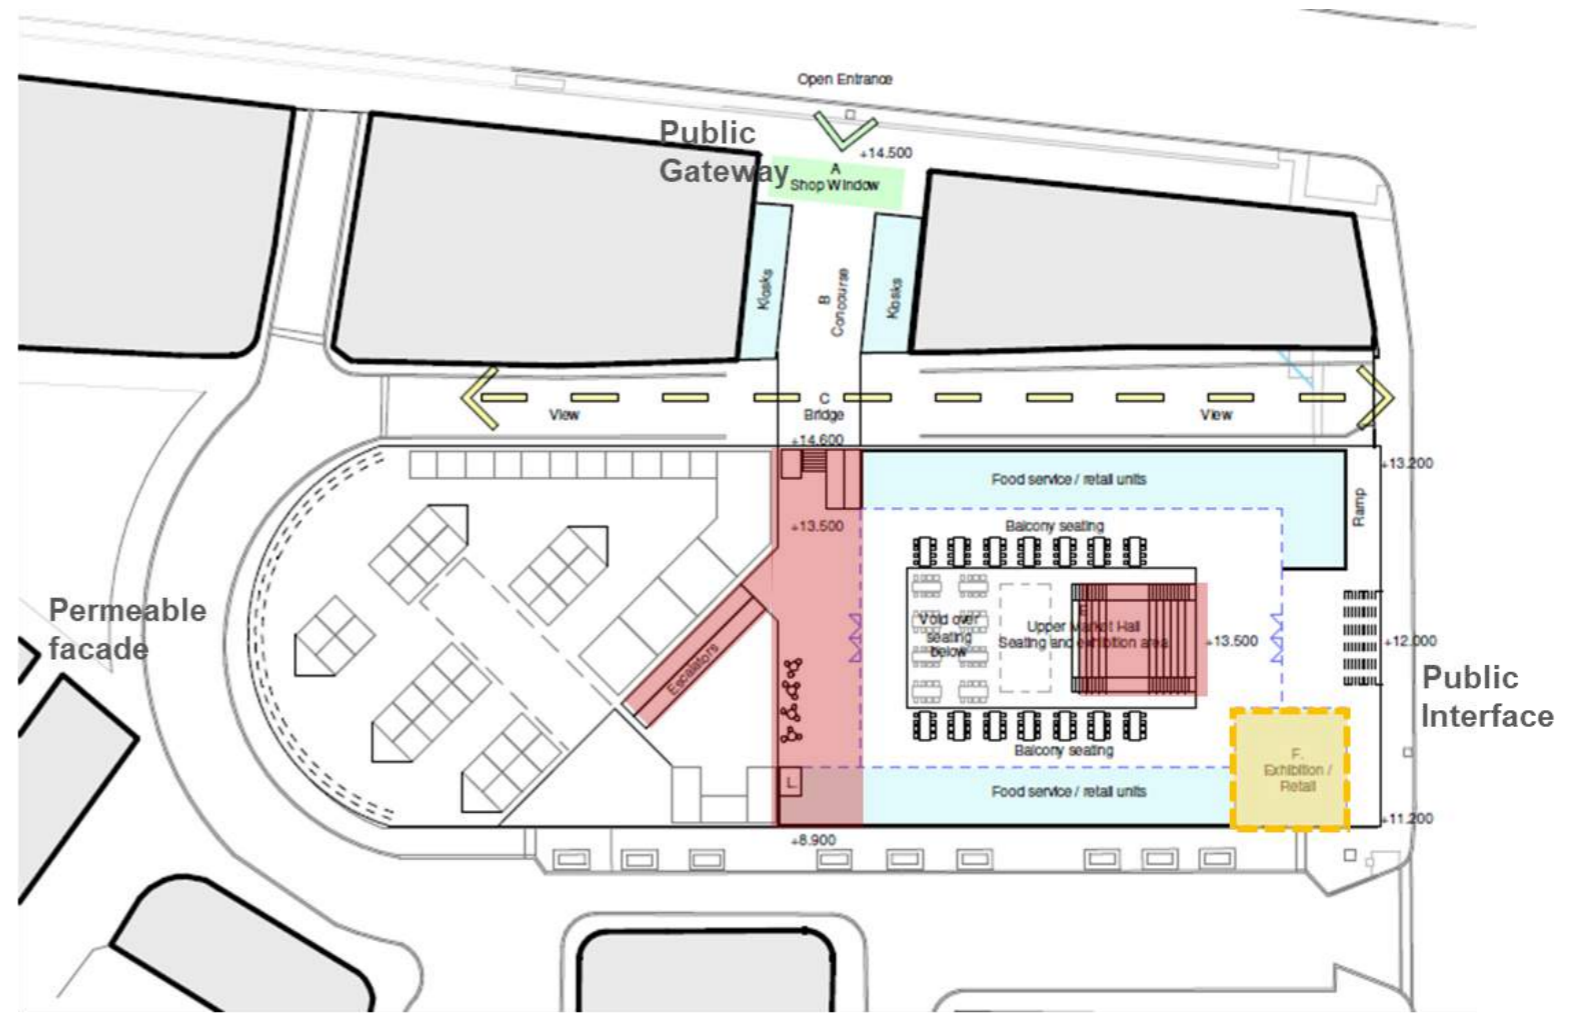 Open Entrance
Public
Gateway
+14.500
A
Shop Window
Kiosks
B
Concourse
Kiosks
View
C
Bridge
View
+14.600
+13.200
Food service / retail units
Ramp
+13.500
Balcony seating
Permeable
facade
Void over
seating
below
E
Upper Market Hall
Seating and exhibition area
+13.500
+12.000
Escalators
Public
Interface
Balcony seating
F.
Exhibition /
Retail
L
Food service / retail units
+11.200
+8.900